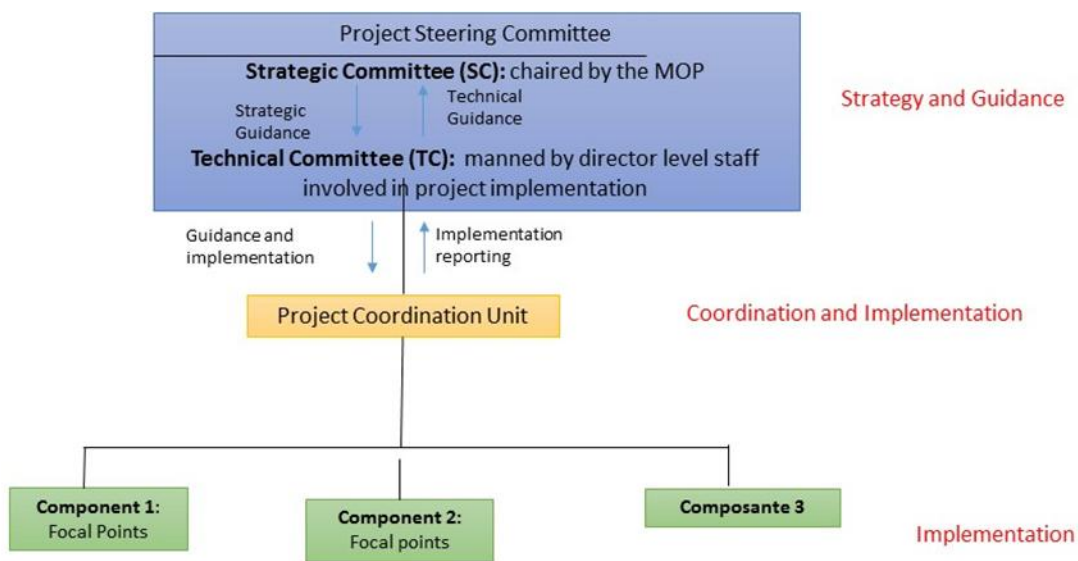 Project Steering Committee
Strategic Committee (SC): chaired by the MOP
Strategic
Guidance
Technical
Guidance
Technical Committee (TC): manned by director level staff
involved in project implementation
Strategy and Guidance
Guidance and
implementation
Implementation
reporting
Project Coordination Unit
Coordination and Implementation
Component 1:
Focal Points
Component 2:
Focal points
Composante 3
Implementation